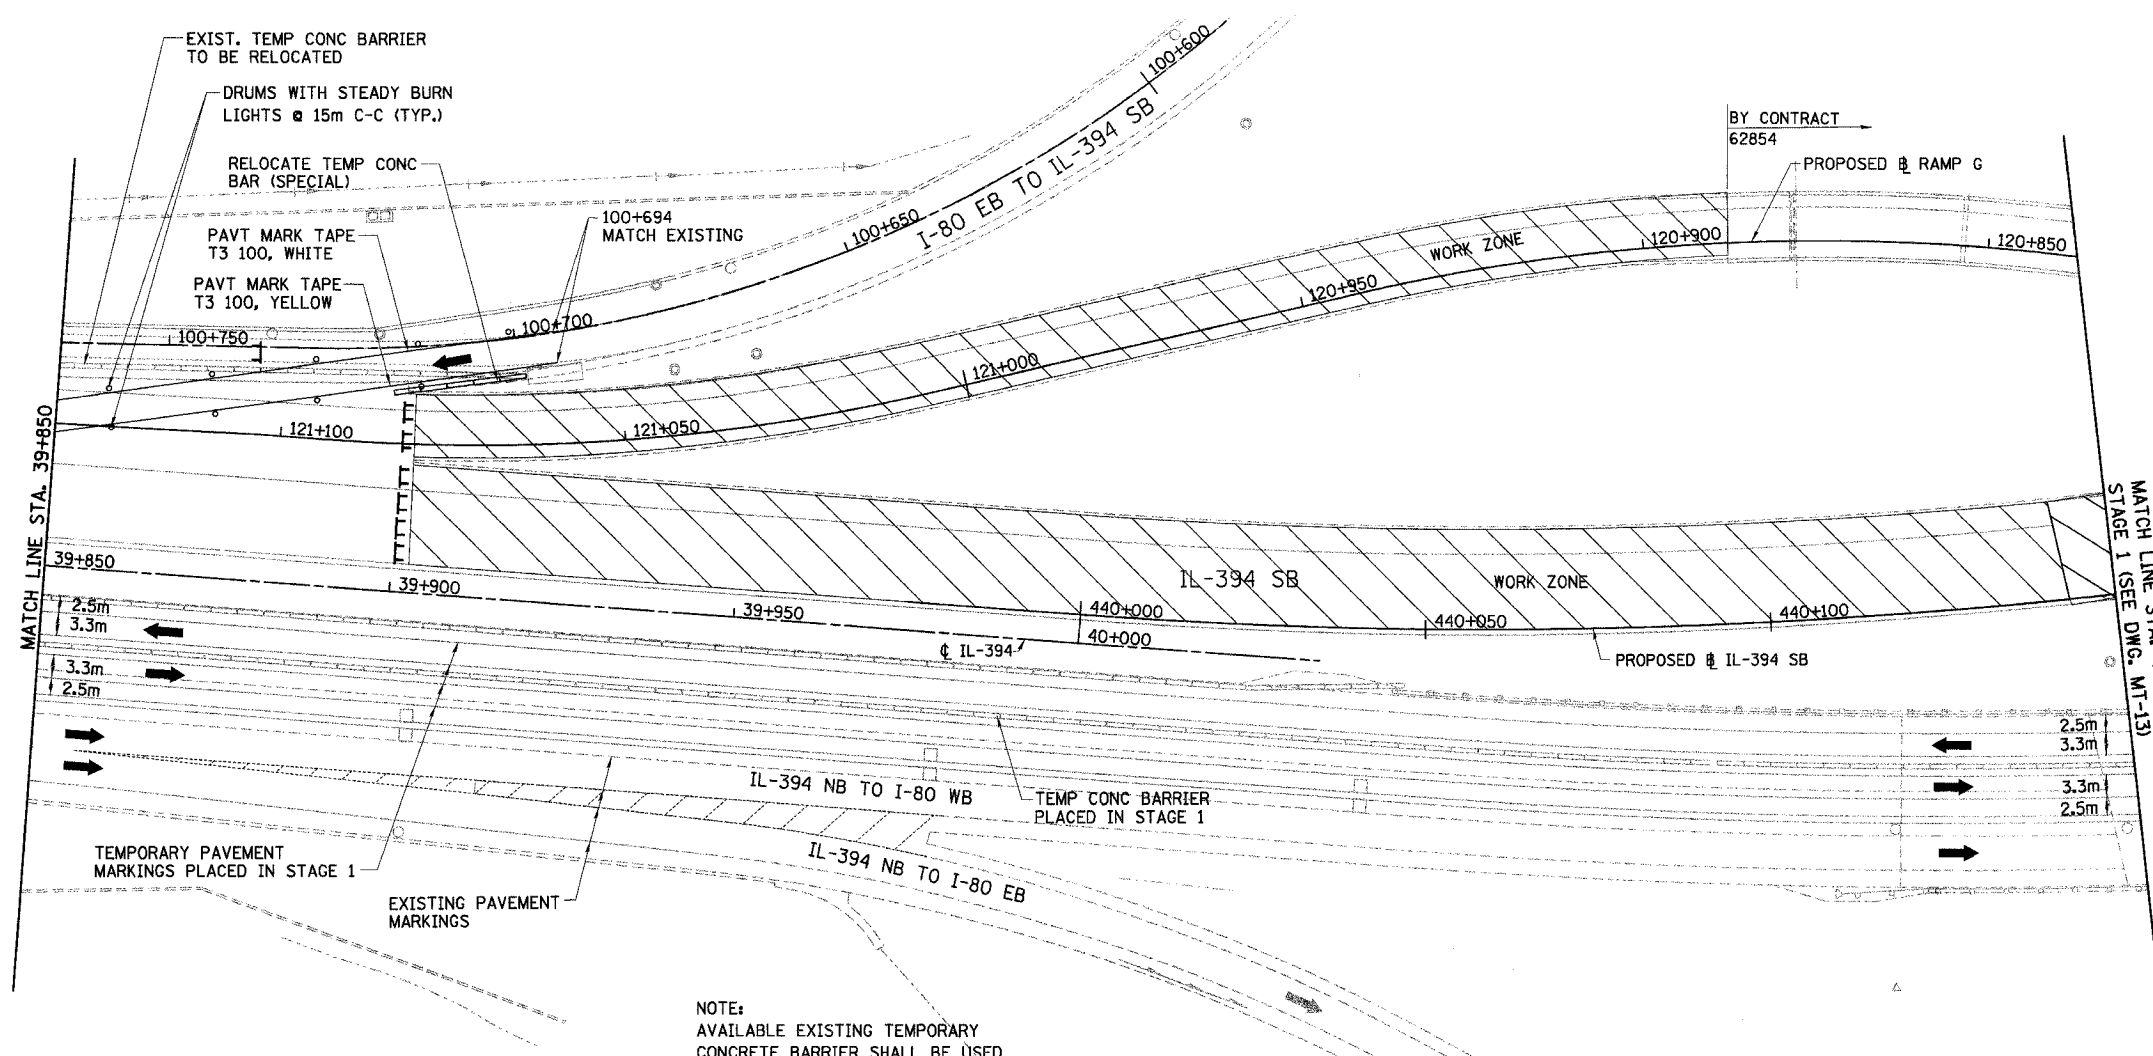 EXIST. TEMP CONC BARRIER
TO BE RELOCATED
DRUMS WITH STEADY BURN
LIGHTS @ 15m C-C (TYP.)
RELOCATE TEMP CONC
BAR (SPECIAL)
PAVT MARK TAPE
T3 100, WHITE
PAVT MARK TAPE
T3 100, YELLOW
100+694
MATCH EXISTING
100+600
I-80 EB TO IL-394 SB
100+650
100+700
100+750
BY CONTRACT
62854
PROPOSED ⅊ RAMP G
WORK ZONE
120+900
120+850
120+950
121+000
121+050
121+100
MATCH LINE STA. 39+850
39+850
39+900
39+950
440+000
40+000
℄ IL-394
IL-394 SB
WORK ZONE
440+050
440+100
PROPOSED ⅊ IL-394 SB
MATCH LINE
STAGE 1 (SEE DWG. MT-13)
2.5m
3.3m
3.3m
2.5m
2.5m
3.3m
3.3m
2.5m
IL-394 NB TO I-80 WB
TEMP CONC BARRIER
PLACED IN STAGE 1
IL-394 NB TO I-80 EB
TEMPORARY PAVEMENT
MARKINGS PLACED IN STAGE 1
EXISTING PAVEMENT
MARKINGS
NOTE:
AVAILABLE EXISTING TEMPORARY
CONCRETE BARRIER SHALL BE USED